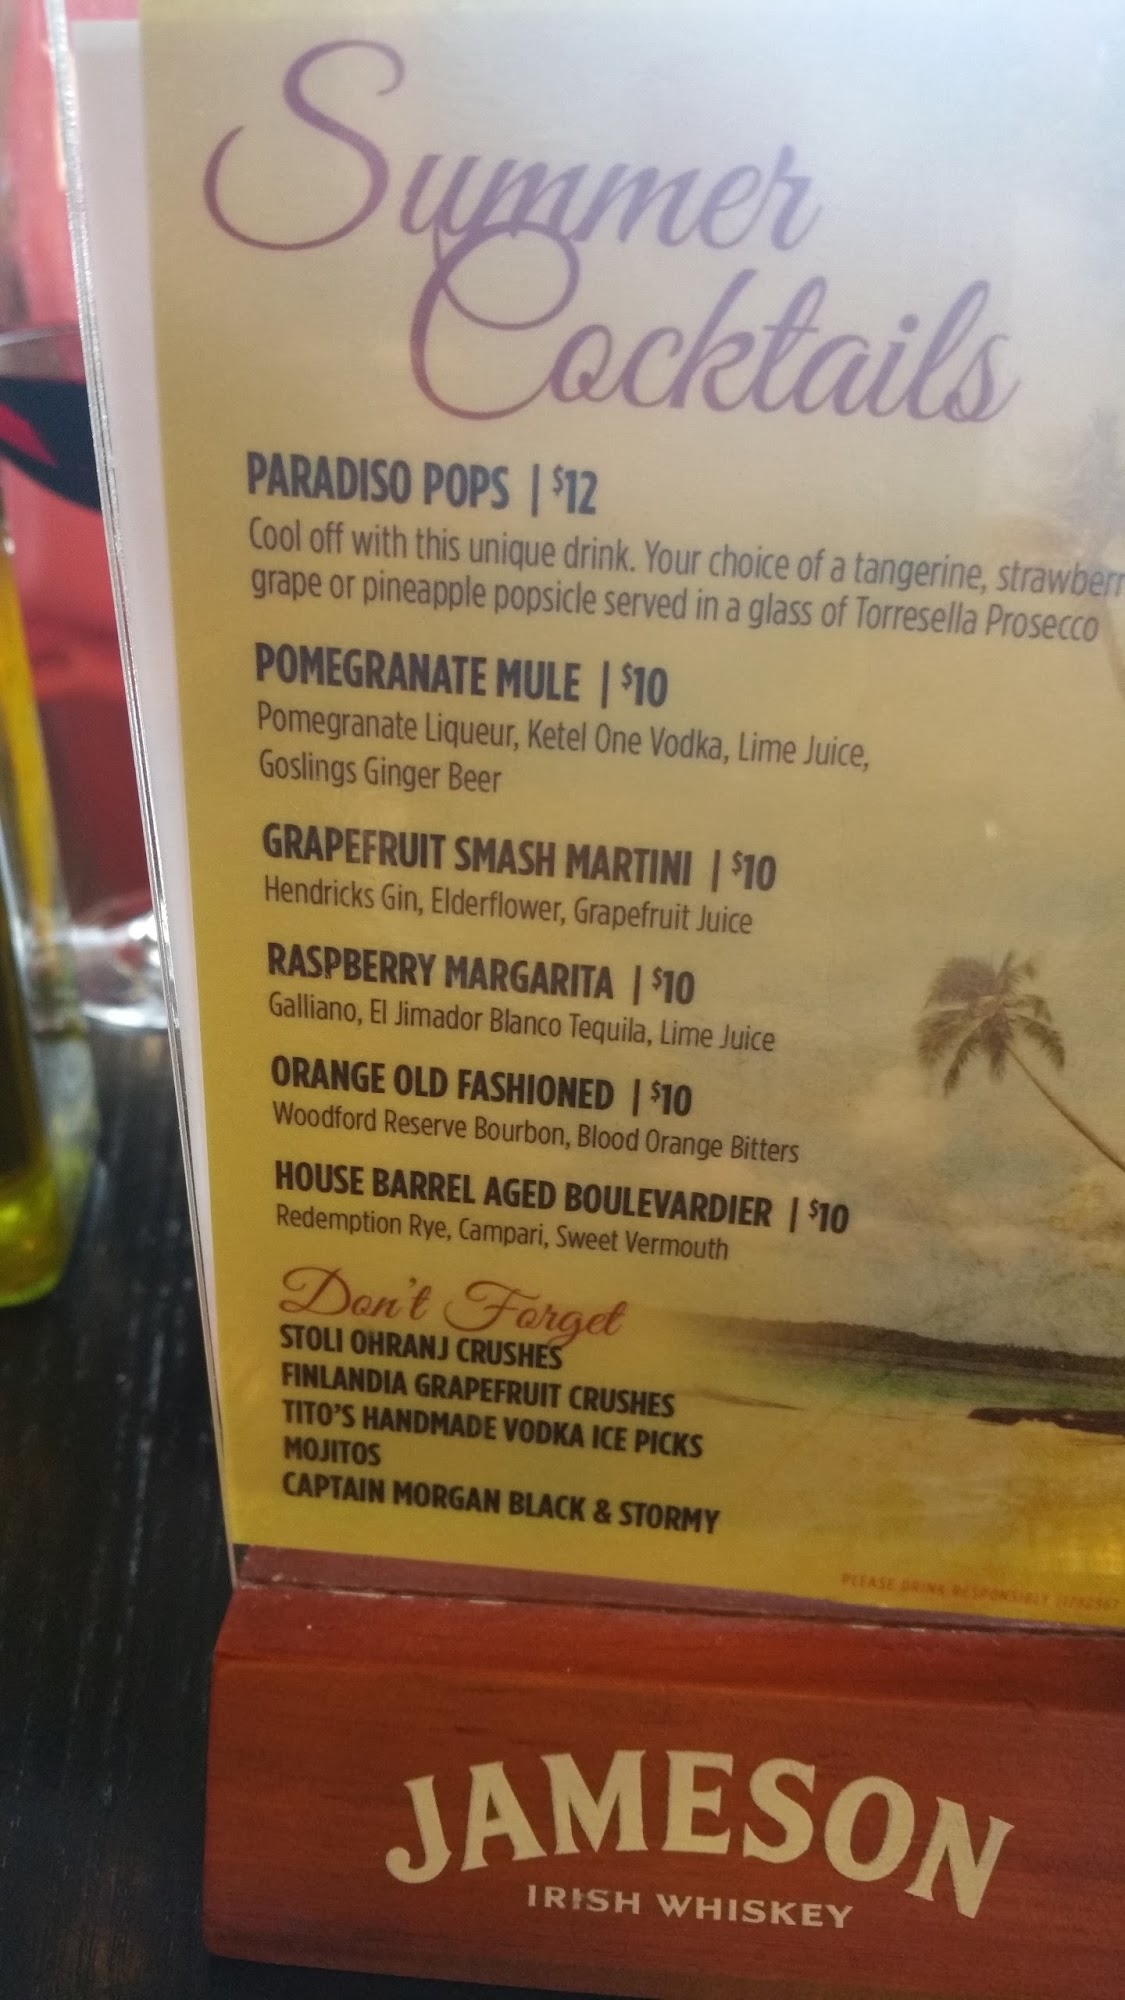 Summer
Cocktails
PARADISO POPS | $12
Cool off with this unique drink. Your choice of a tangerine, strawberr
grape or pineapple popsicle served in a glass of Torresella Prosecco
POMEGRANATE MULE | $10
Pomegranate Liqueur, Ketel One Vodka, Lime Juice,
Goslings Ginger Beer
GRAPEFRUIT SMASH MARTINI | $10
Hendricks Gin, Elderflower, Grapefruit Juice
RASPBERRY MARGARITA | $10
Galliano, El Jimador Blanco Tequila, Lime Juice
ORANGE OLD FASHIONED | $10
Woodford Reserve Bourbon, Blood Orange Bitters
HOUSE BARREL AGED BOULEVARDIER | $10
Redemption Rye, Campari, Sweet Vermouth
Don't Forget
STOLI OHRANJ CRUSHES
FINLANDIA GRAPEFRUIT CRUSHES
TITO'S HANDMADE VODKA ICE PICKS
MOJITOS
CAPTAIN MORGAN BLACK & STORMY
PLEASE DRINK RESPONSIBLY
JAMESON
IRISH WHISKEY